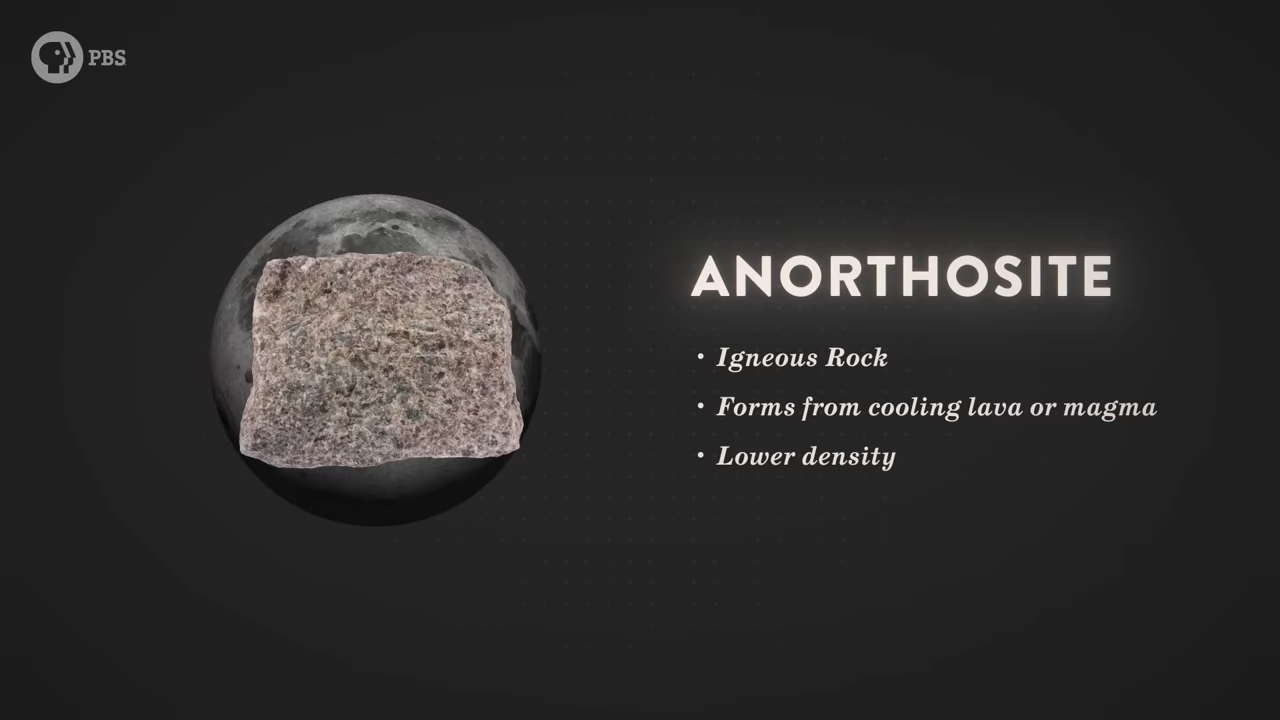 PBS
ANORTHOSITE
• Igneous Rock
• Forms from cooling lava or magma
• Lower density